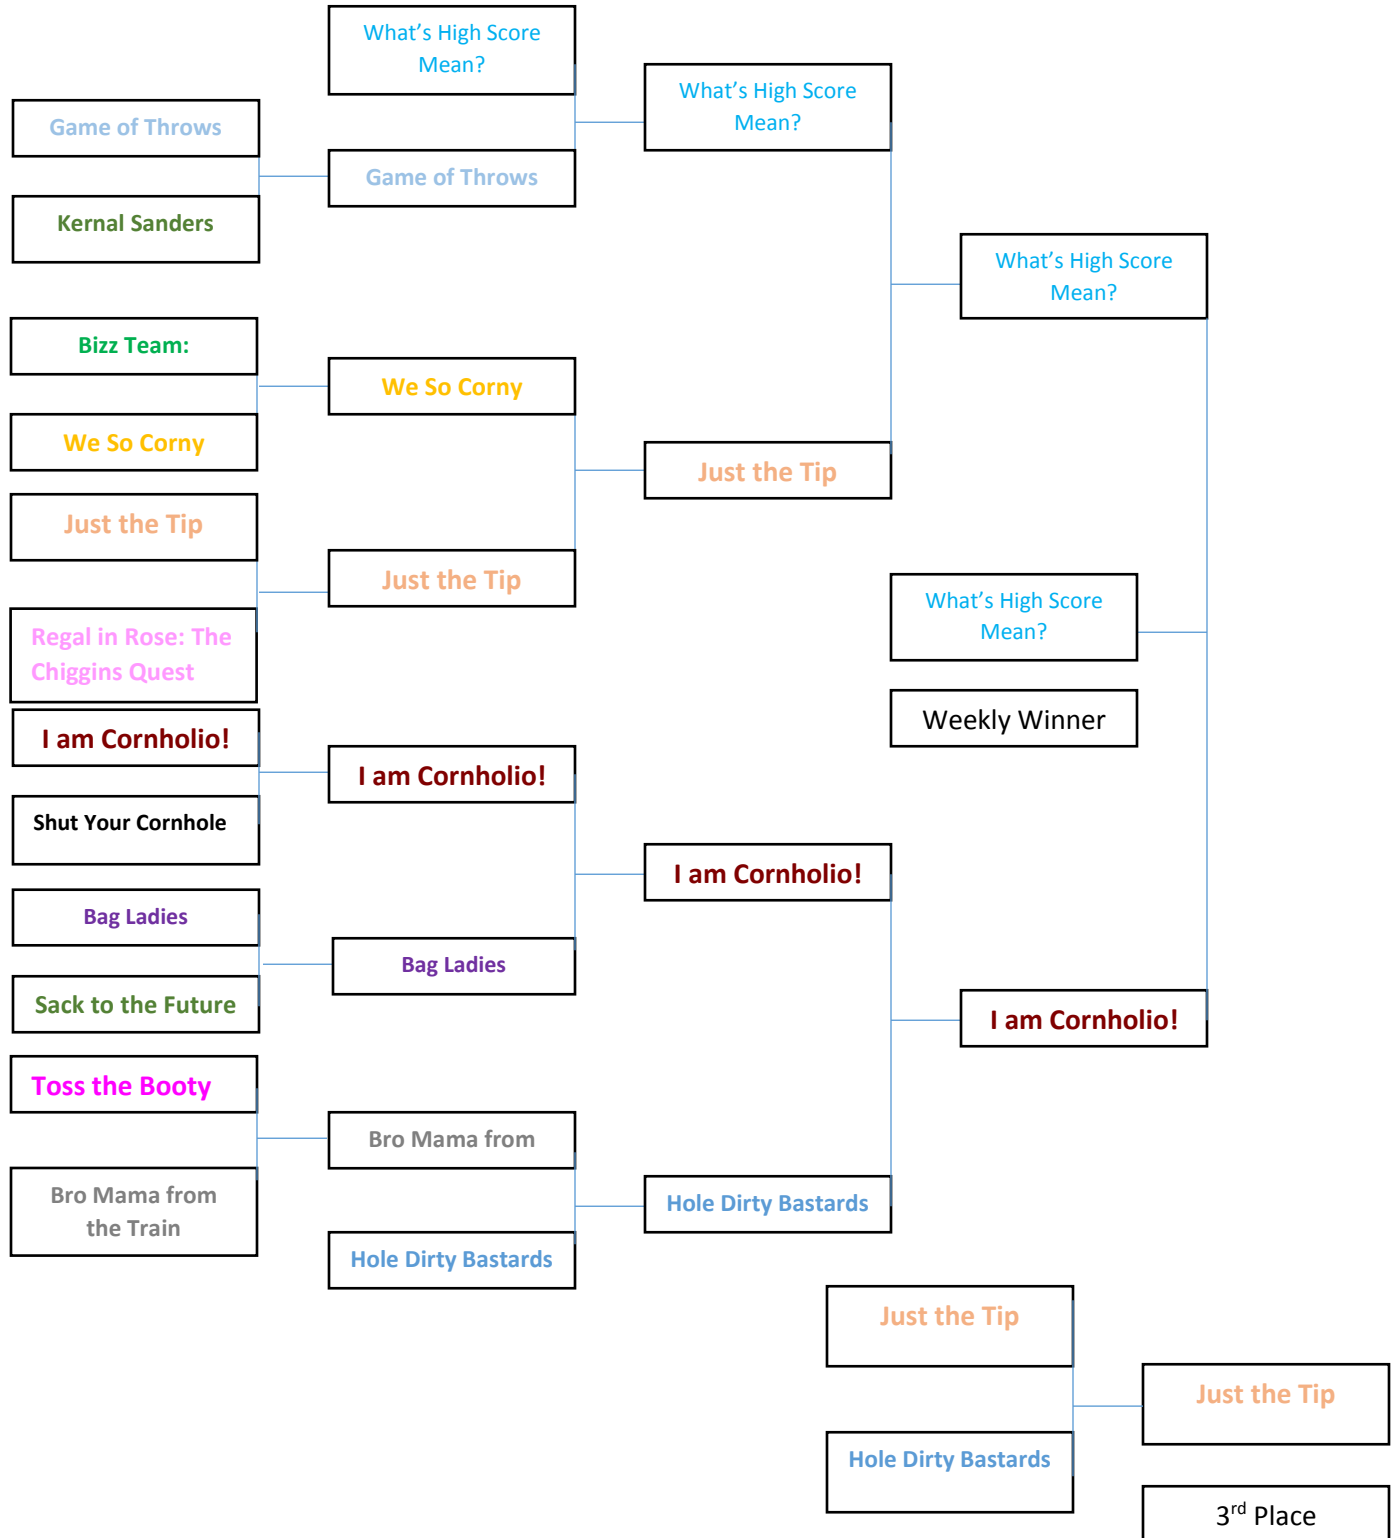 What's High Score
Mean?
What's High Score
Mean?
Game of Throws
Game of Throws
Kernal Sanders
What's High Score
Mean?
Bizz Team:
We So Corny
We So Corny
Just the Tip
Just the Tip
Just the Tip
What's High Score
Mean?
Regal in Rose: The
Chiggins Quest
Weekly Winner
I am Cornholio!
I am Cornholio!
Shut Your Cornhole
I am Cornholio!
Bag Ladies
Bag Ladies
Sack to the Future
I am Cornholio!
Toss the Booty
Bro Mama from
Bro Mama from
the Train
Hole Dirty Bastards
Hole Dirty Bastards
Just the Tip
Just the Tip
Hole Dirty Bastards
3rd Place